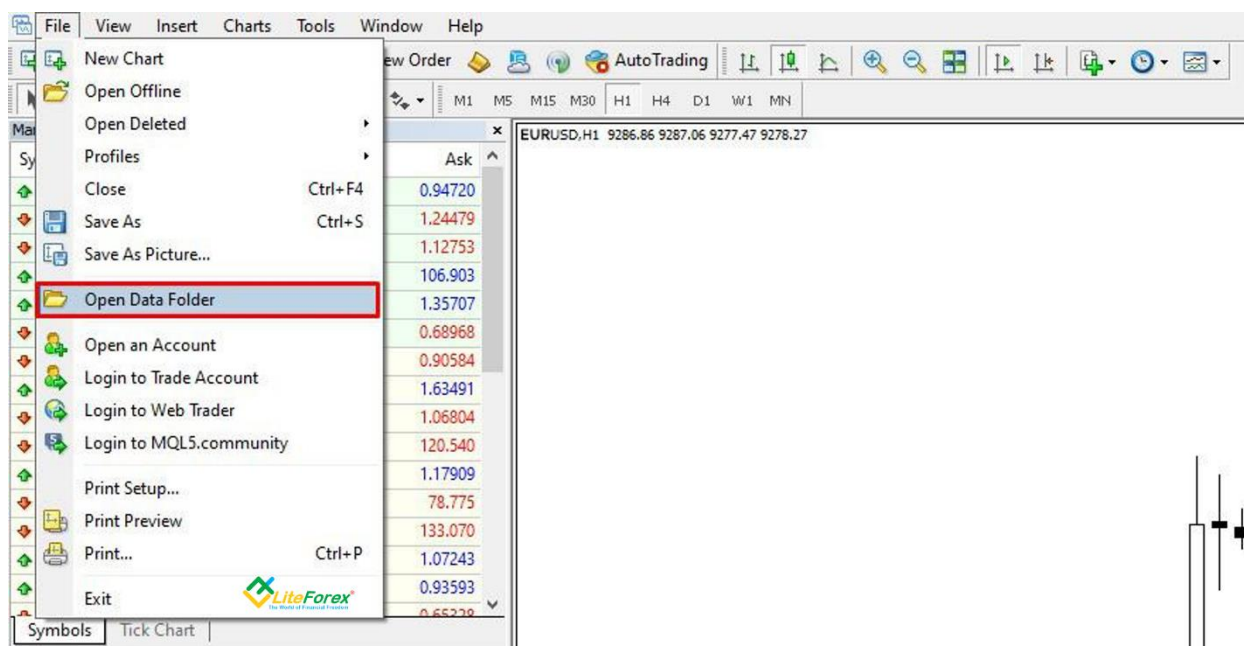 File View Insert Charts Tools Window Help
New Chart
Open Offline
Open Deleted
Profiles
Close Ctrl+F4
Save As Ctrl+S
Save As Picture...
Open Data Folder
Open an Account
Login to Trade Account
Login to Web Trader
Login to MQL5.community
Print Setup...
Print Preview
Print... Ctrl+P
Exit
LiteForex
The World of Financial Freedom
Order AutoTrading
M1 M5 M15 M30 H1 H4 D1 W1 MN
Ask
0.94720
1.24479
1.12753
106.903
1.35707
0.68968
0.90584
1.63491
1.06804
120.540
1.17909
78.775
133.070
1.07243
0.93593
Symbols Tick Chart
EURUSD,H1 9286.86 9287.06 9277.47 9278.27